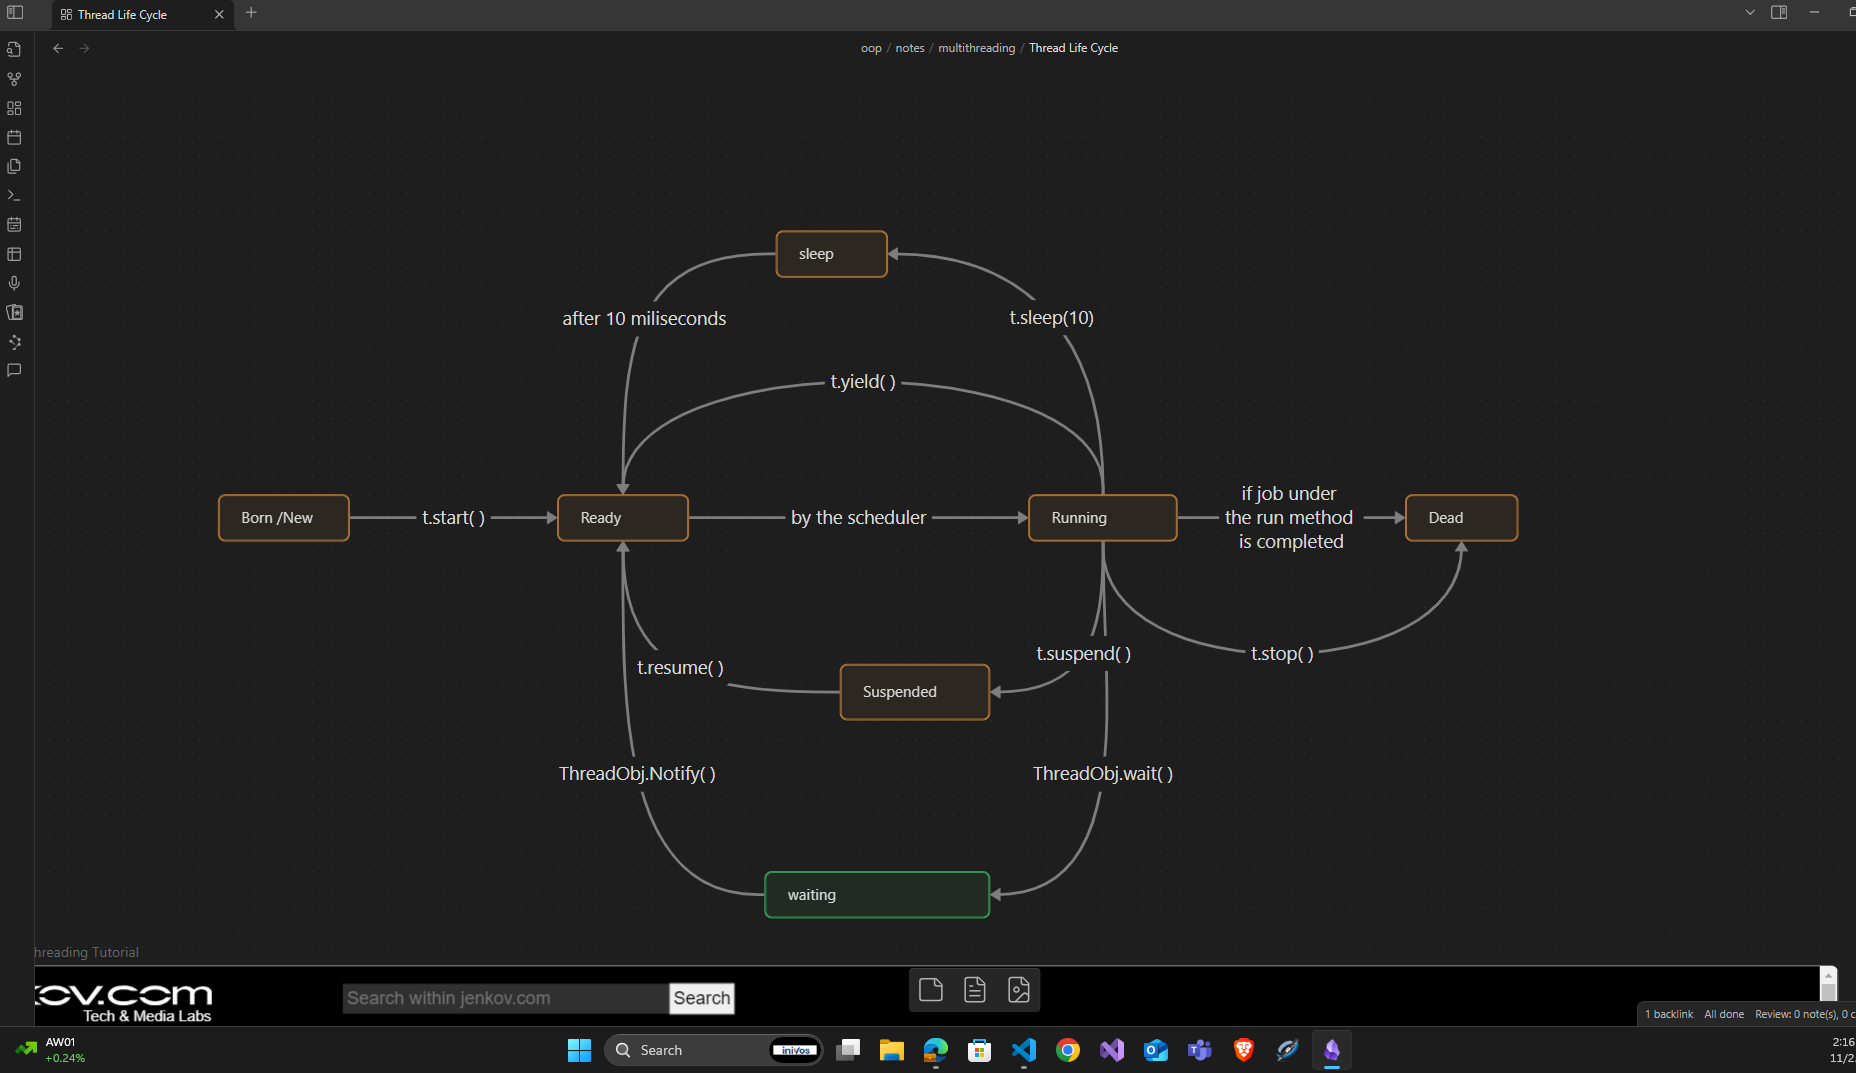 Thread Life Cycle
oop / notes / multithreading / Thread Life Cycle
sleep
after 10 miliseconds
t.sleep(10)
t.yield( )
Born /New
t.start( )
Ready
by the scheduler
Running
if job under
the run method
is completed
Dead
t.resume( )
Suspended
t.suspend( )
t.stop( )
ThreadObj.Notify( )
ThreadObj.wait( )
waiting
hreading Tutorial
kov.com
Tech & Media Labs
Search within jenkov.com
Search
1 backlink
All done
Review: 0 note(s), 0 c
AW01
+0.24%
Search
2:16
11/2